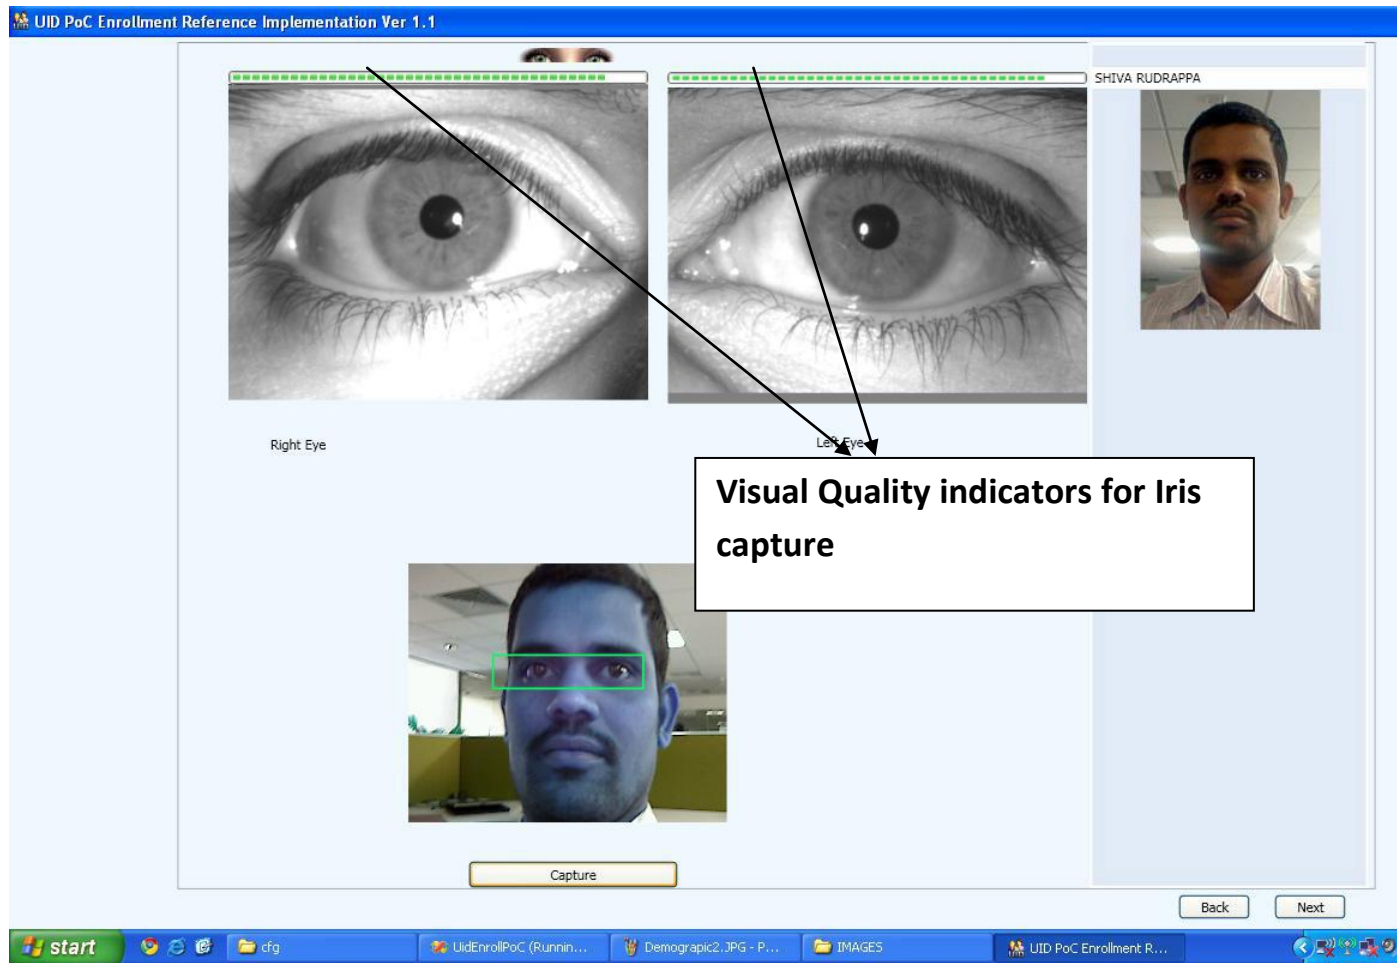 UID PoC Enrollment Reference Implementation Ver 1.1
SHIVA RUDRAPPA
Right Eye
Left Eye
Visual Quality indicators for Iris
capture
Capture
Back
Next
start
cfg
UidEnrollPoC (Runnin...
Demograpic2.JPG - P...
IMAGES
UID PoC Enrollment R...